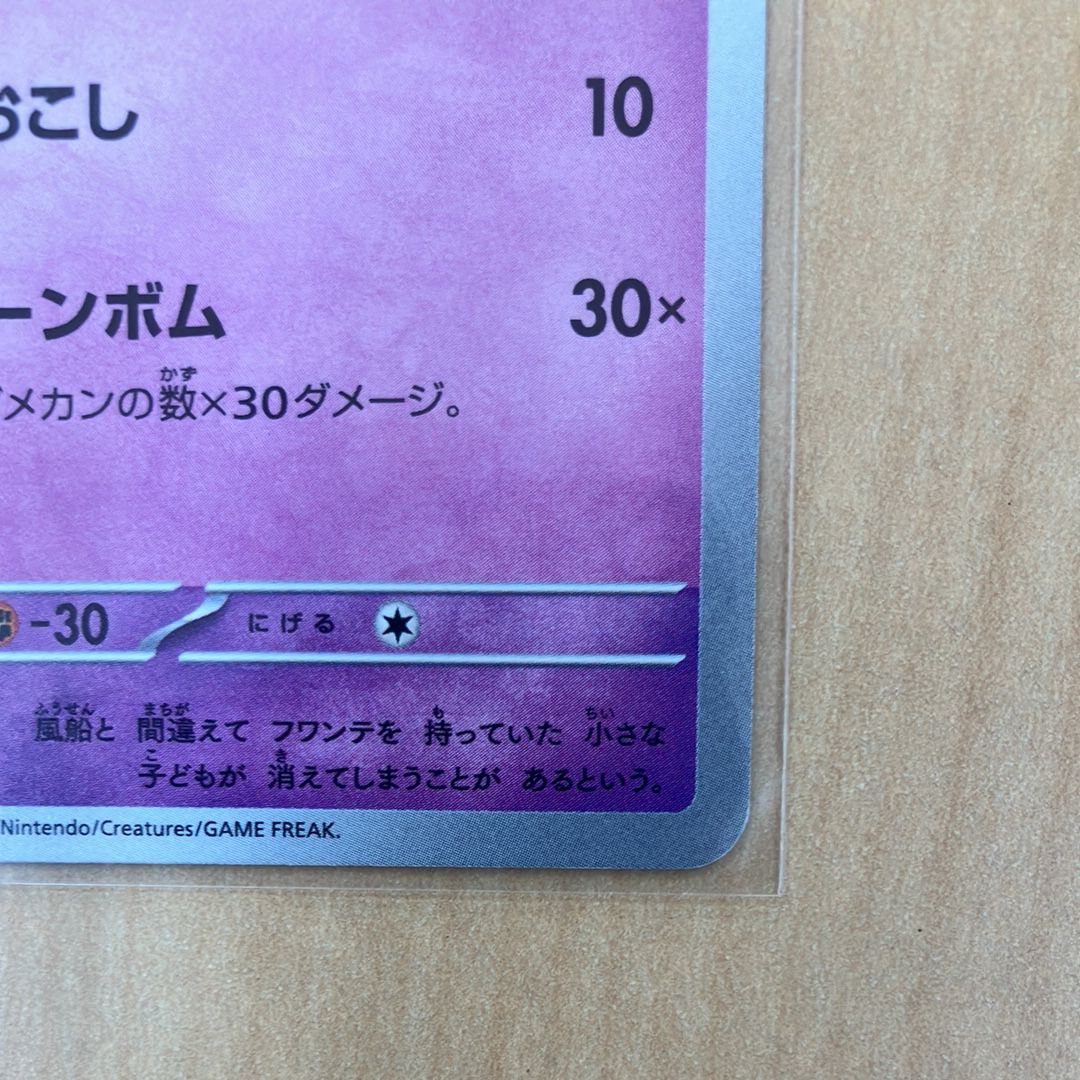 おこし 10
ーンボム 30×
ダメカンの数×30ダメージ。
-30 にげる
風船と 間違えて フワンテを 持っていた 小さな
子どもが 消えてしまうことが あるという。
Nintendo/Creatures/GAME FREAK.